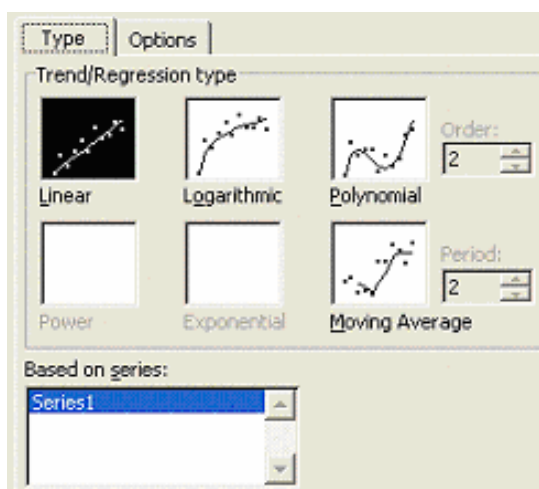 Type Options
Trend/Regression type
Linear Logarithmic Polynomial
Order:
2
Power Exponential Moving Average
Period:
2
Based on series:
Series1